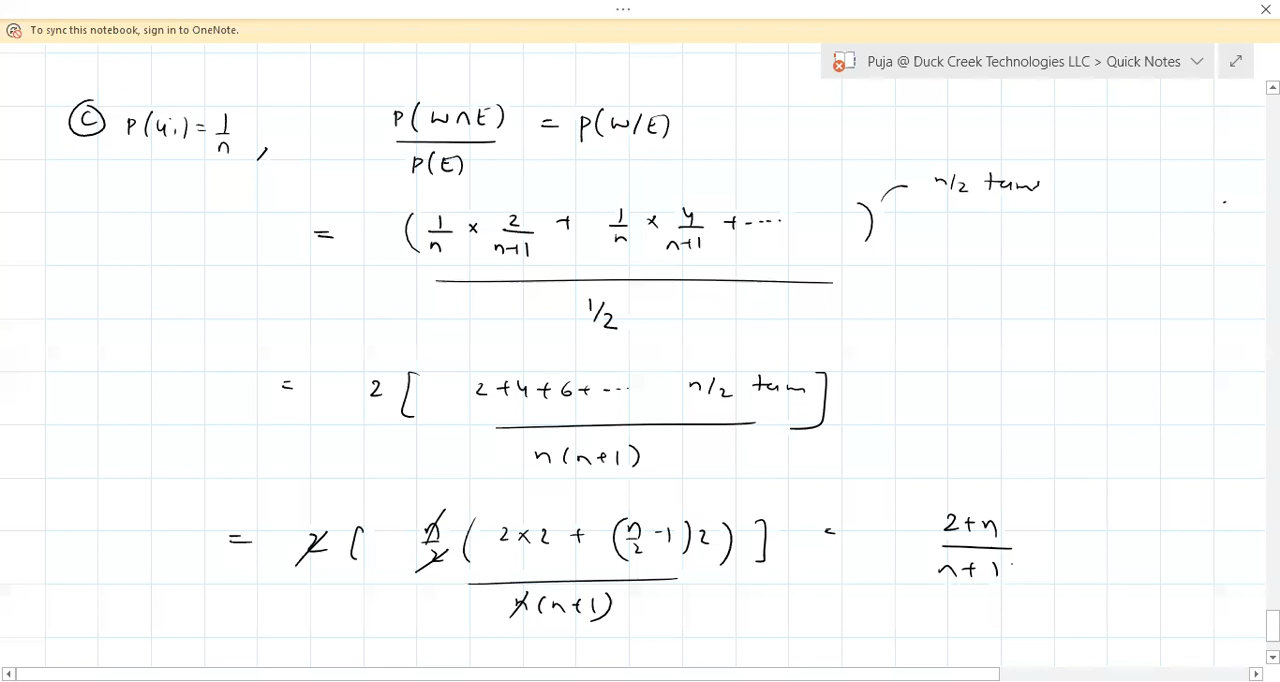 ...
To sync this notebook, sign in to OneNote.
Puja @ Duck Creek Technologies LLC > Quick Notes
(C) P(ui) = 1/n , P(W∩E)/P(E) = P(W/E)
= (1/n × 2/n+1 + 1/n × 4/n+1 + ....) n/2 term
1/2
= 2 [ 2+4+6+ ... n/2 term ]
n(n+1)
= 2 [ n/2 ( 2×2 + (n/2 -1)2 ) ] = 2+n
n(n+1) n+1